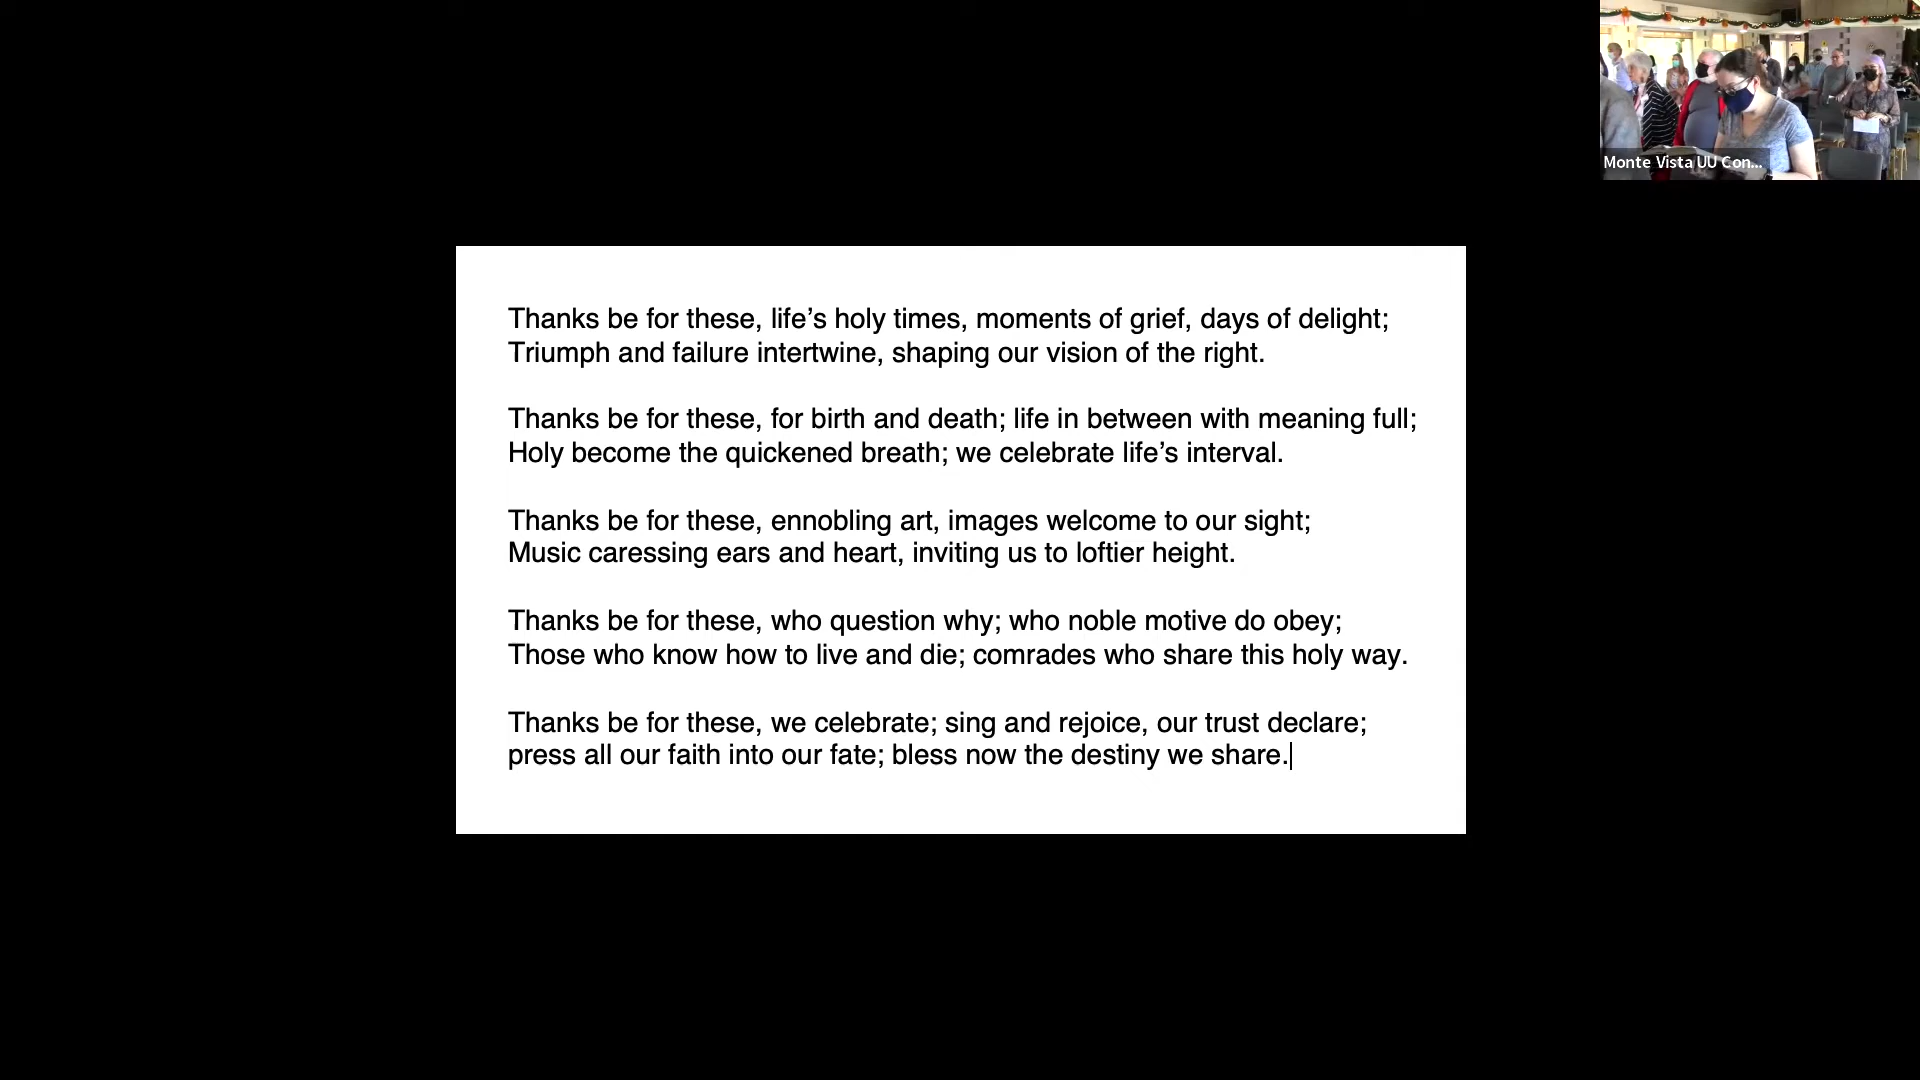 Monte Vista UU Con...
Thanks be for these, life’s holy times, moments of grief, days of delight;
Triumph and failure intertwine, shaping our vision of the right.
Thanks be for these, for birth and death; life in between with meaning full;
Holy become the quickened breath; we celebrate life’s interval.
Thanks be for these, ennobling art, images welcome to our sight;
Music caressing ears and heart, inviting us to loftier height.
Thanks be for these, who question why; who noble motive do obey;
Those who know how to live and die; comrades who share this holy way.
Thanks be for these, we celebrate; sing and rejoice, our trust declare;
press all our faith into our fate; bless now the destiny we share.